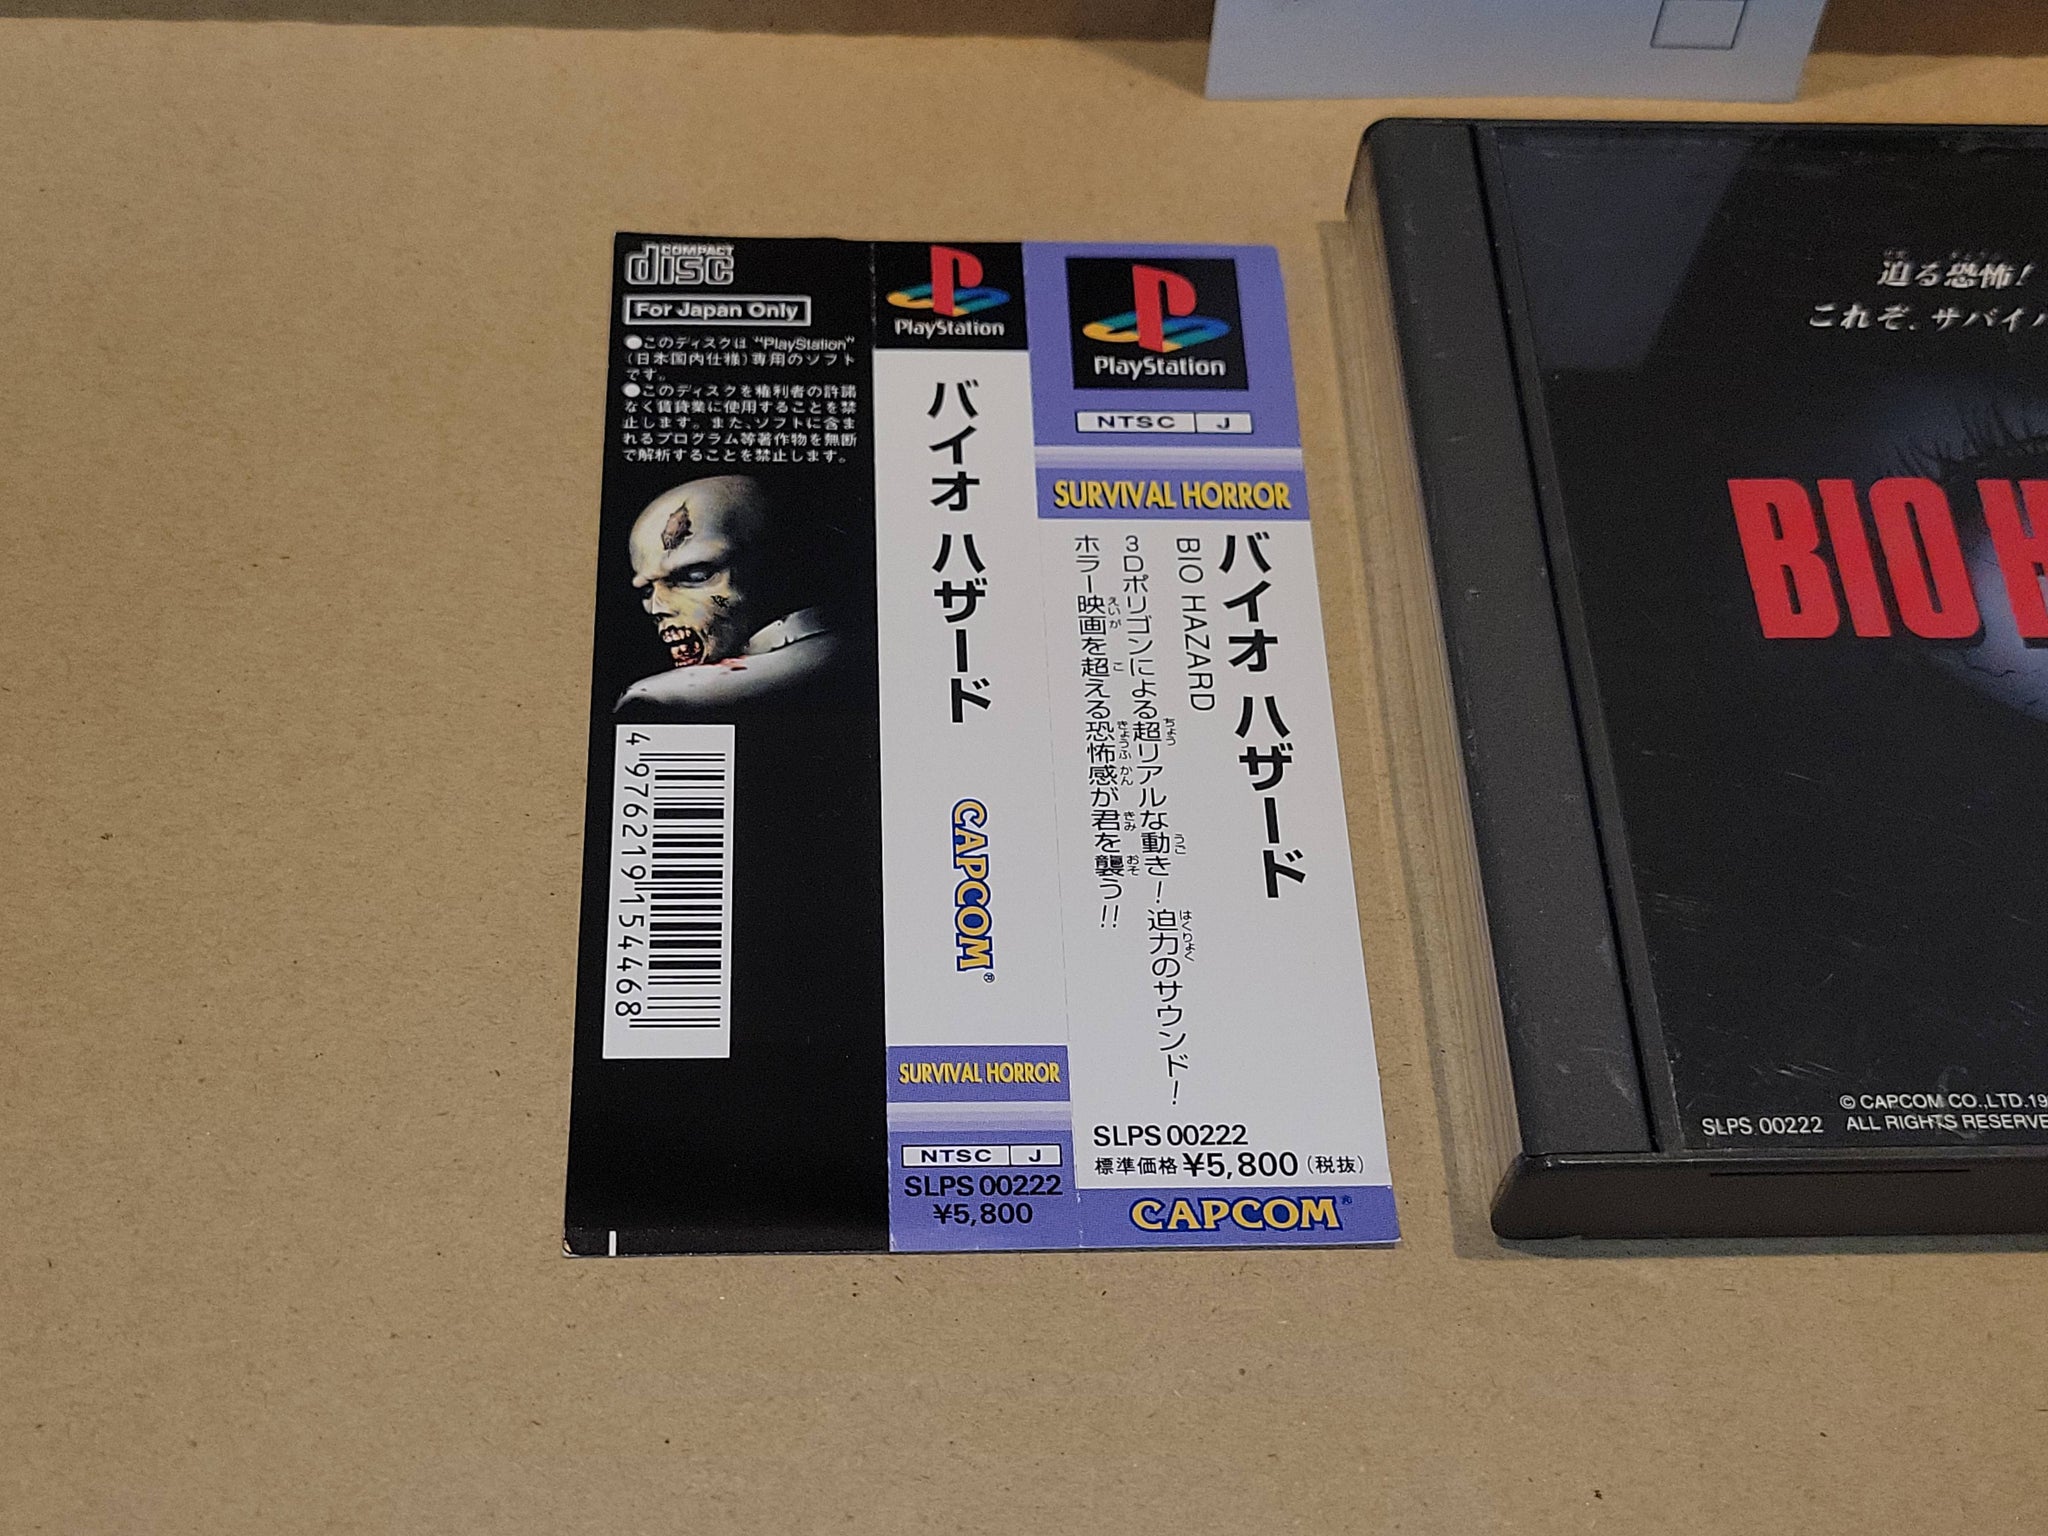 COMPACT
disc
For Japan Only
●このディスクは "PlayStation"
(日本国内仕様)専用のソフト
です。
●このディスクを権利者の許諾
なく賃貸業に使用することを禁
止します。また、ソフトに含ま
れるプログラム等著作物を無断
で解析することを禁止します。
4976219154468
PlayStation
バイオ ハザード
CAPCOM®
SURVIVAL HORROR
NTSC J
SLPS 00222
¥5,800
PlayStation
NTSC J
SURVIVAL HORROR
バイオ ハザード
BIO HAZARD
3Dポリゴンによる超リアルな動き！迫力のサウンド！
ホラー映画を超える恐怖感が君を襲う!!
SLPS 00222
標準価格 ¥5,800(税抜)
CAPCOM®
迫る恐怖!
これぞ、サバイバ
BIO H
© CAPCOM CO.,LTD.19
SLPS 00222 ALL RIGHTS RESERVE